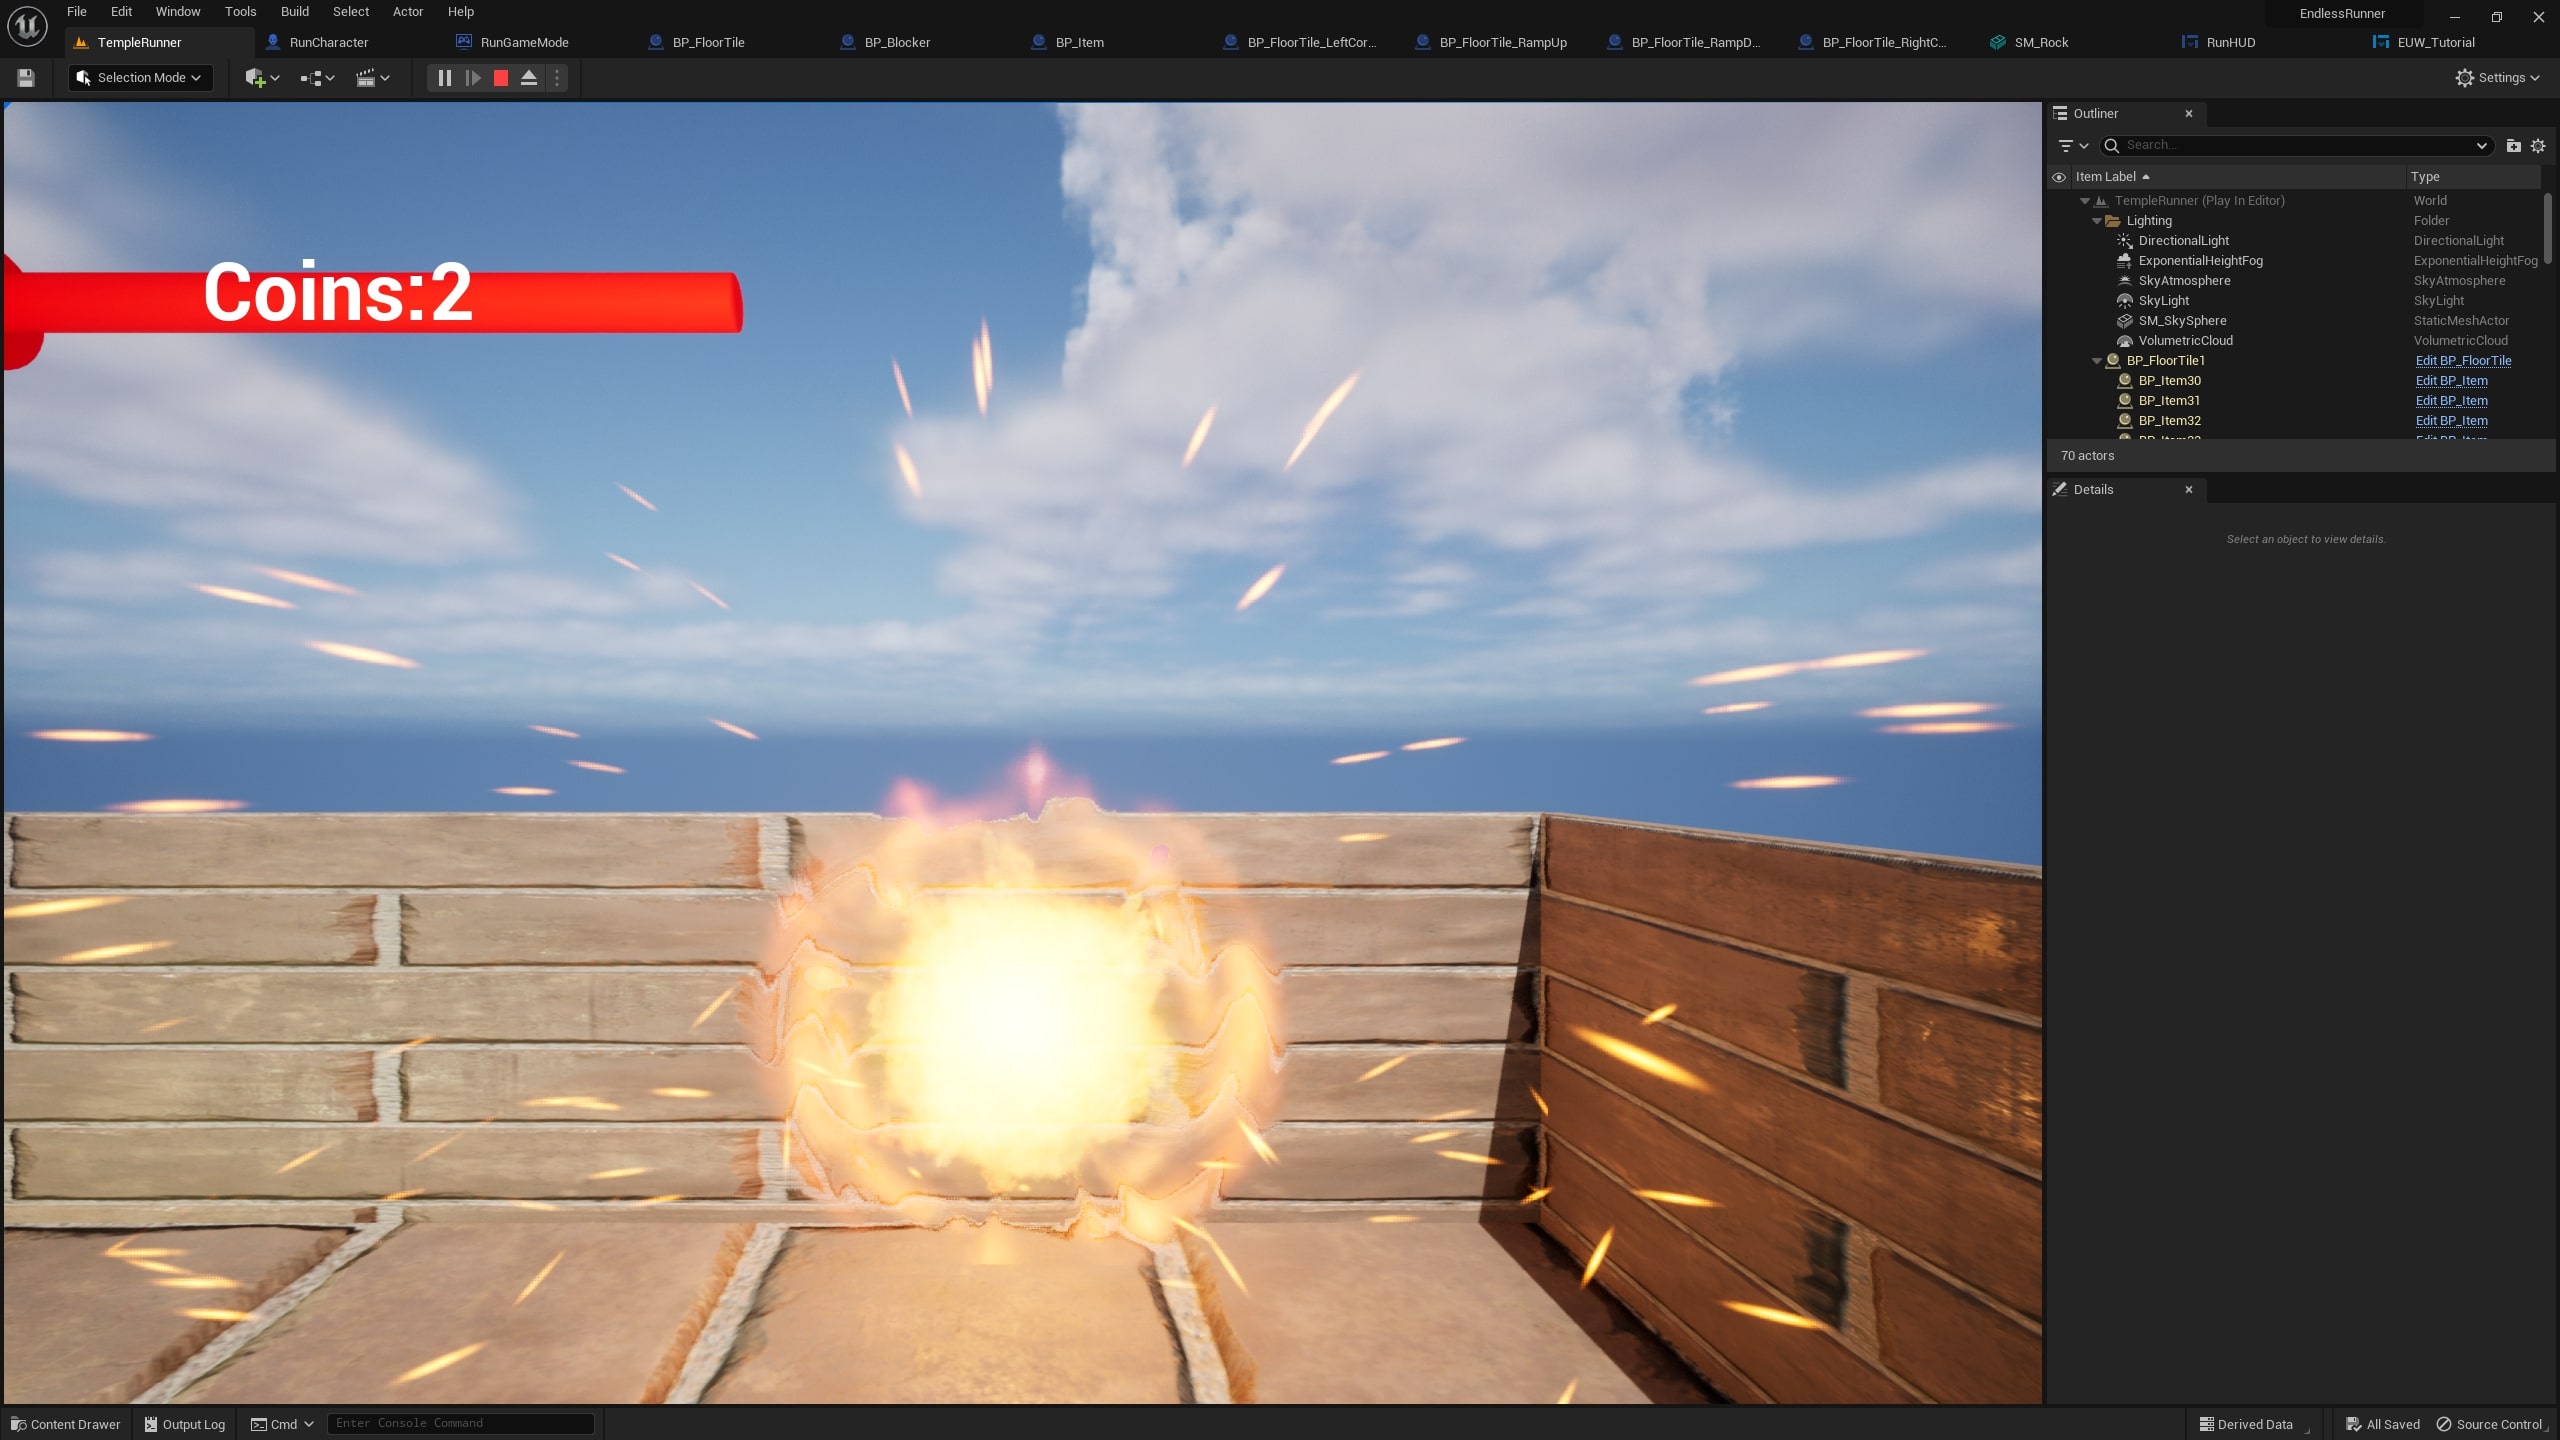 File Edit Window Tools Build Select Actor Help
EndlessRunner
TempleRunner RunCharacter RunGameMode BP_FloorTile BP_Blocker BP_Item BP_FloorTile_LeftCor... BP_FloorTile_RampUp BP_FloorTile_RampD... BP_FloorTile_RightC... SM_Rock RunHUD EUW_Tutorial
Selection Mode
Settings
Coins:2
Outliner
Search...
Item Label Type
TempleRunner (Play In Editor) World
Lighting Folder
DirectionalLight DirectionalLight
ExponentialHeightFog ExponentialHeightFog
SkyAtmosphere SkyAtmosphere
SkyLight SkyLight
SM_SkySphere StaticMeshActor
VolumetricCloud VolumetricCloud
BP_FloorTile1 Edit BP_FloorTile
BP_Item30 Edit BP_Item
BP_Item31 Edit BP_Item
BP_Item32 Edit BP_Item
70 actors
Details
Select an object to view details.
Content Drawer Output Log Cmd Enter Console Command
Derived Data All Saved Source Control